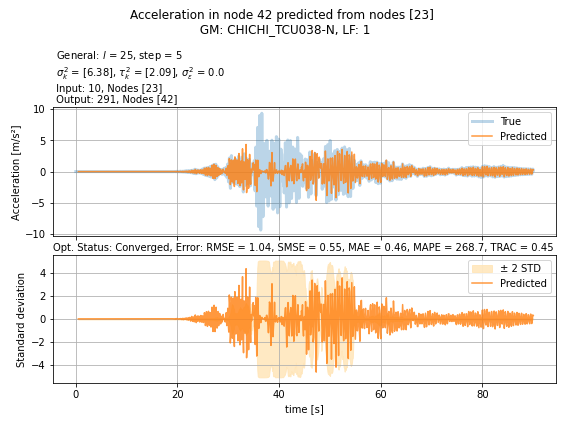 Acceleration in node 42 predicted from nodes [23]
GM: CHICHI_TCU038-N, LF: 1
General: l = 25, step = 5
σ²ₖ = [6.38], τ²ₖ = [2.09], σ²ε = 0.0
Input: 10, Nodes [23]
Output: 291, Nodes [42]
10
5
0
−5
−10
Acceleration [m/s²]
True
Predicted
Opt. Status: Converged, Error: RMSE = 1.04, SMSE = 0.55, MAE = 0.46, MAPE = 268.7, TRAC = 0.45
4
2
0
−2
−4
Standard deviation
± 2 STD
Predicted
0 20 40 60 80
time [s]